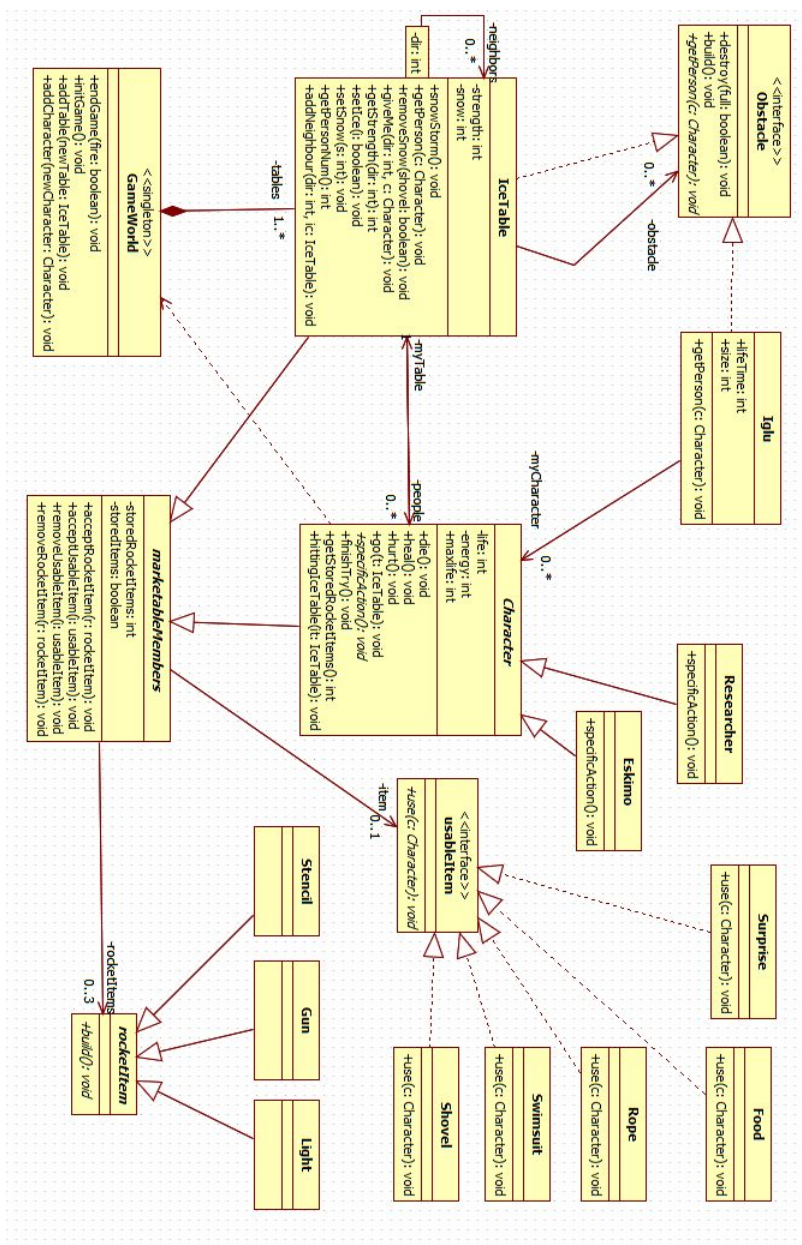 <<interface>>
Obstacle
+destroy(full: boolean): void
+build(): void
+getPerson(c: Character): void
Iglu
+lifeTime: int
+size: int
+getPerson(c: Character): void
Researcher
+specificAction(): void
Eskimo
+specificAction(): void
Surprise
+use(c: Character): void
Food
+use(c: Character): void
Rope
+use(c: Character): void
Swimsuit
+use(c: Character): void
Shovel
+use(c: Character): void
-obstacle
0..*
-myCharacter
0..*
-neighbors
0..*
-dir: int
IceTable
-strength: int
-snow: int
+snowStorm(): void
+getPerson(c: Character): void
+removeSnow(shovel: boolean): void
+giveMe(dir: int, c: Character): void
+getStrength(dir: int): int
+setIce(i: boolean): void
+setSnow(s: int): void
+getPersonNum(): int
+addNeighbour(dir: int, ic: IceTable): void
-myTable
1
-people
0..*
Character
-life: int
-energy: int
+maxlife: int
+die(): void
+heal(): void
+hurt(): void
+go(t: IceTable): void
+specificAction(): void
+finishTry(): void
+getStoredRocketItems(): int
+hittingIceTable(it: IceTable): void
<<interface>>
usableItem
+use(c: Character): void
-item
0..1
-tables
1..*
<<singleton>>
GameWorld
+endGame(fire: boolean): void
+initGame(): void
+addTable(newTable: IceTable): void
+addCharacter(newCharacter: Character): void
marketableMembers
-storedRocketItems: int
-storedItems: boolean
+acceptRocketItem(r: rocketItem): void
+acceptUsableItem(i: usableItem): void
+removeUsableItem(i: usableItem): void
+removeRocketItem(r: rocketItem): void
Stencil
Gun
Light
-rocketItems
0..3
rocketItem
+build(): void